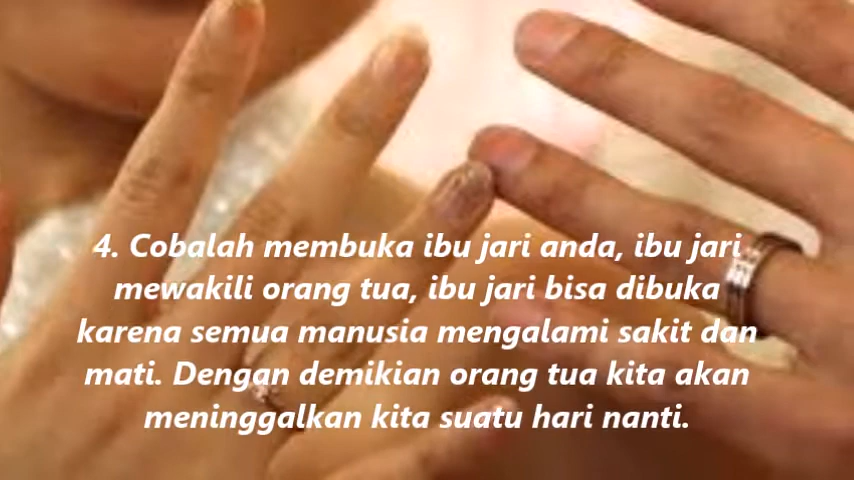 4. Cobalah membuka ibu jari anda, ibu jari
mewakili orang tua, ibu jari bisa dibuka
karena semua manusia mengalami sakit dan
mati. Dengan demikian orang tua kita akan
meninggalkan kita suatu hari nanti.